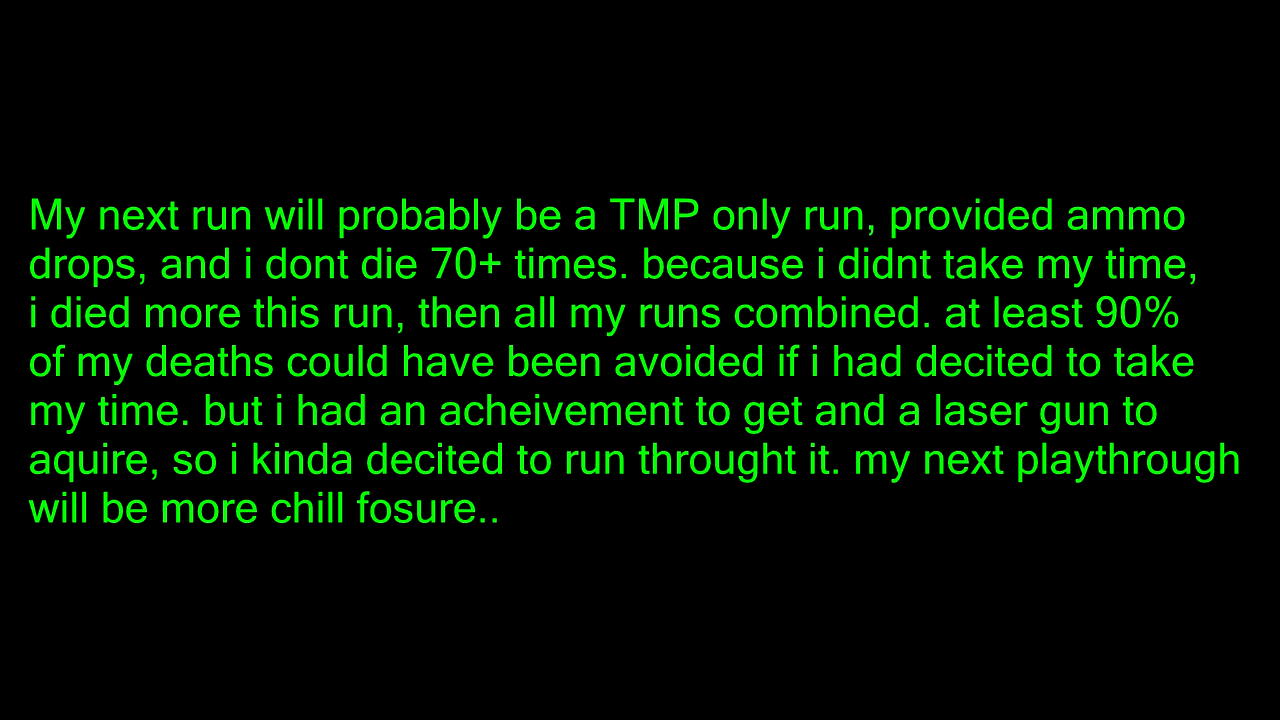 My next run will probably be a TMP only run, provided ammo
drops, and i dont die 70+ times. because i didnt take my time,
i died more this run, then all my runs combined. at least 90%
of my deaths could have been avoided if i had decited to take
my time. but i had an acheivement to get and a laser gun to
aquire, so i kinda decited to run throught it. my next playthrough
will be more chill fosure..